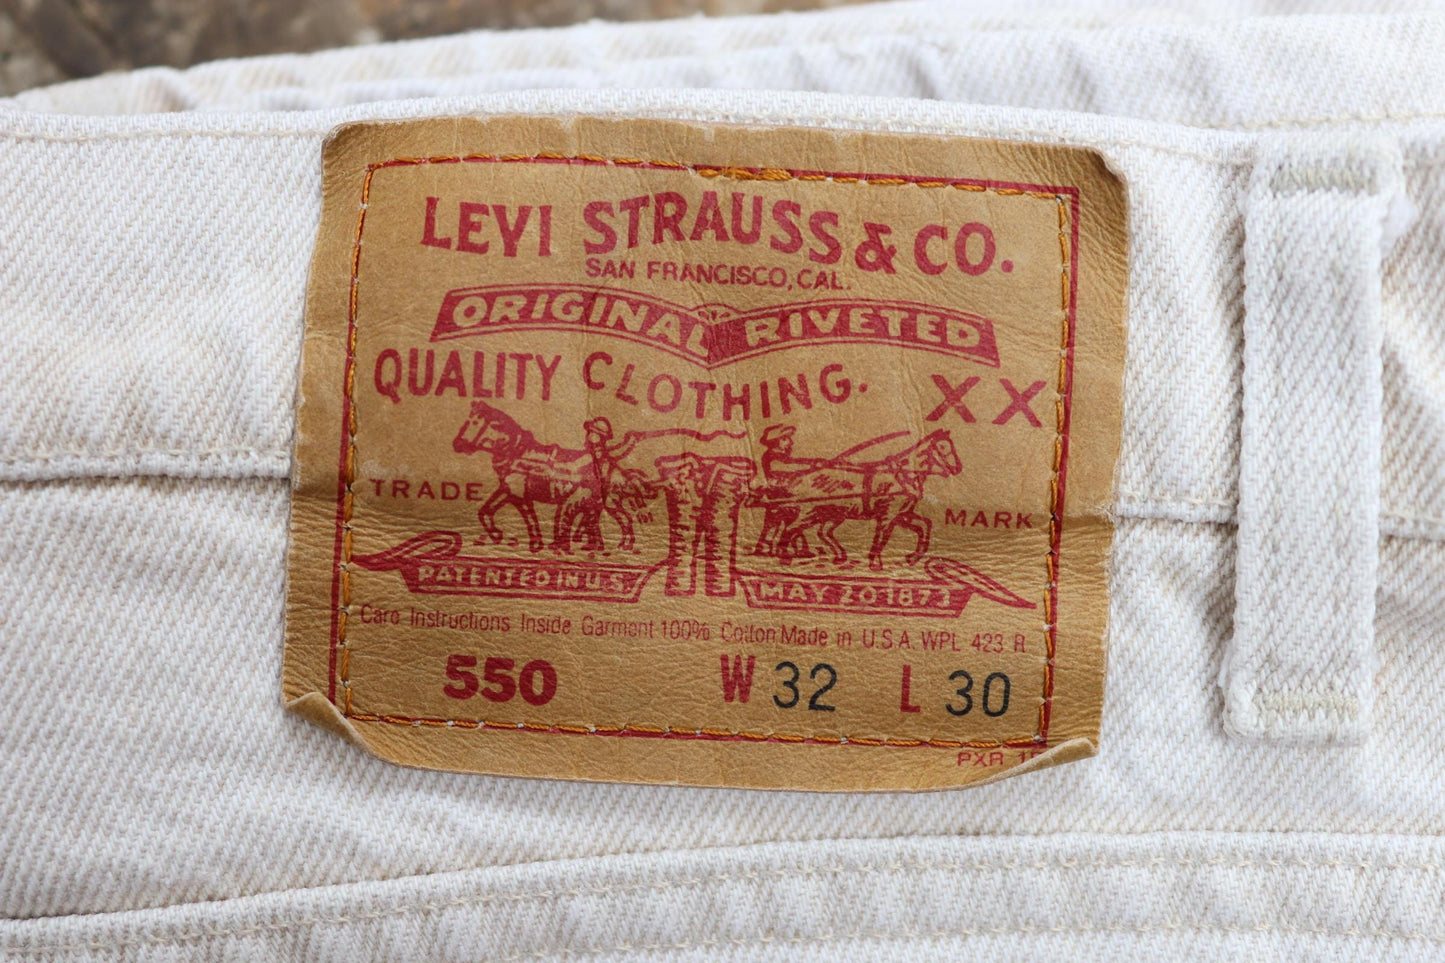 LEVI STRAUSS & CO.
SAN FRANCISCO, CAL.
ORIGINAL RIVETED
QUALITY CLOTHING. XX
TRADE MARK
PATENTED IN U.S. MAY 20 1873
Care Instructions Inside Garment 100% Cotton Made in U.S.A. WPL 423 R
550 W 32 L 30
PXR